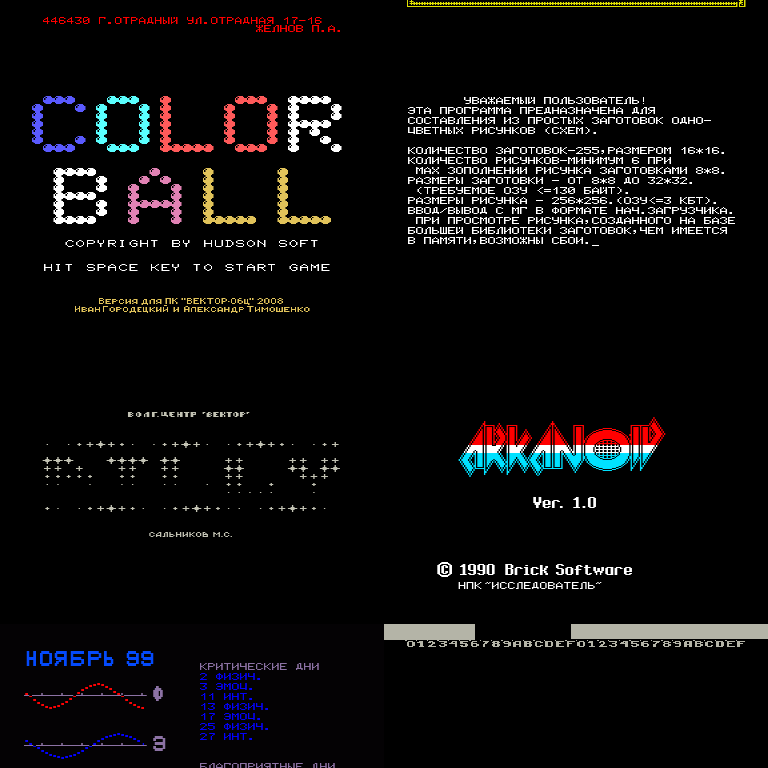 446430 Г.ОТРАДНЫЙ УЛ.ОТРАДНАЯ 17-16
ЖЕЛНОВ П.А.
COLOR
BALL
COPYRIGHT BY HUDSON SOFT
HIT SPACE KEY TO START GAME
Версия для ПК "ВЕКТОР-06Ц" 2008
Иван Городецкий и Александр Тимошенко
УВАЖАЕМЫЙ ПОЛЬЗОВАТЕЛЬ!
ЭТА ПРОГРАММА ПРЕДНАЗНАЧЕНА ДЛЯ
СОСТАВЛЕНИЯ ИЗ ПРОСТЫХ ЗАГОТОВОК ОДНО-
ЦВЕТНЫХ РИСУНКОВ (СХЕМ).
КОЛИЧЕСТВО ЗАГОТОВОК-255,РАЗМЕРОМ 16*16.
КОЛИЧЕСТВО РИСУНКОВ-МИНИМУМ 6 ПРИ
МАХ ЗОПОЛНЕНИИ РИСУНКА ЗАГОТОВКАМИ 8*8.
РАЗМЕРЫ ЗАГОТОВКИ - ОТ 8*8 ДО 32*32.
(ТРЕБУЕМОЕ ОЗУ <=130 БАЙТ).
РАЗМЕРЫ РИСУНКА - 256*256.(ОЗУ<=3 КБТ).
ВВОД/ВЫВОД С МГ В ФОРМАТЕ НАЧ.ЗАГРУЗЧИКА.
ПРИ ПРОСМОТРЕ РИСУНКА,СОЗДАННОГО НА БАЗЕ
БОЛЬШЕЙ БИБЛИОТЕКИ ЗАГОТОВОК,ЧЕМ ИМЕЕТСЯ
В ПАМЯТИ,ВОЗМОЖНЫ СБОИ._
ВОЛГ.ЦЕНТР "ВЕКТОР"
САЛЬНИКОВ М.С.
ARKANOID
Ver. 1.0
© 1990 Brick Software
НПК "ИССЛЕДОВАТЕЛЬ"
НОЯБРЬ 99
Ф
Э
КРИТИЧЕСКИЕ ДНИ
2 ФИЗИЧ.
3 ЭМОЦ.
11 ИНТ.
13 ФИЗИЧ.
17 ЭМОЦ.
25 ФИЗИЧ.
27 ИНТ.
БЛАГОПРИЯТНЫЕ ДНИ
0123456789ABCDEF0123456789ABCDEF